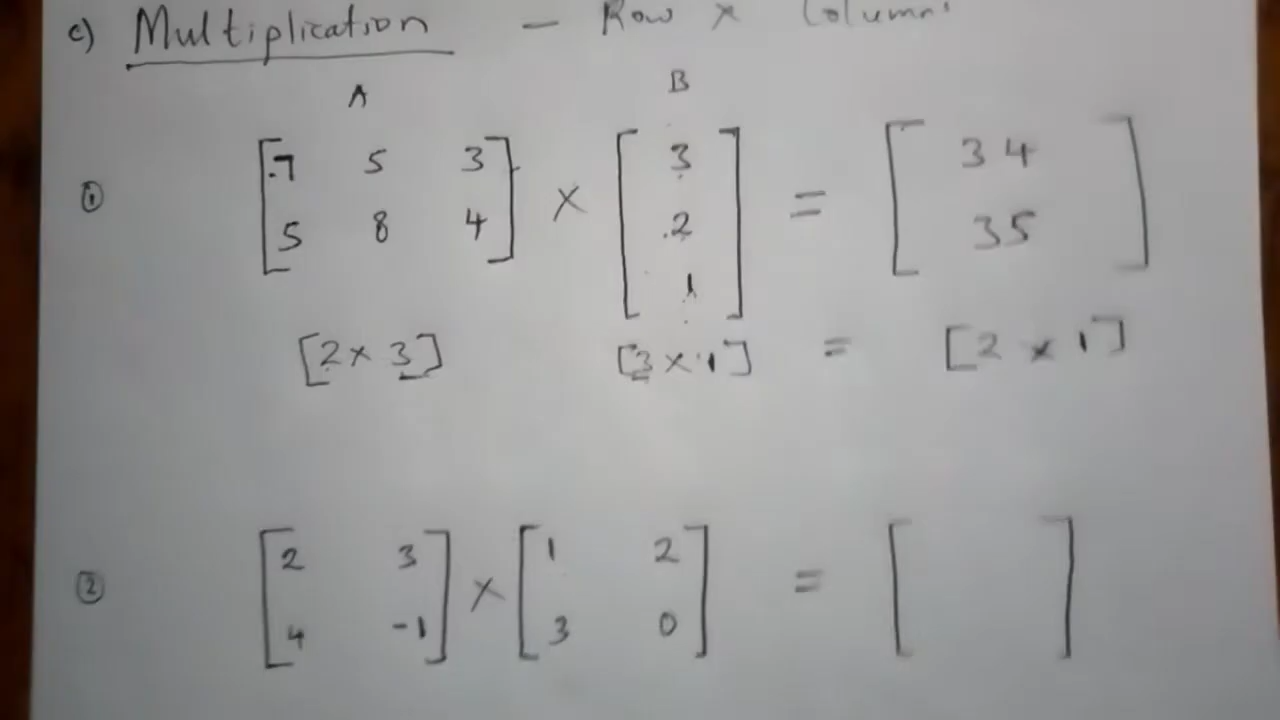 c) Multiplication — Row × Columns
A B
① [7 5 3] × [3] = [34]
[5 8 4] [2] [35]
[1]
[2 × 3] [3 × 1] = [2 × 1]
② [2 3] × [1 2] = [ ]
[4 -1] [3 0]